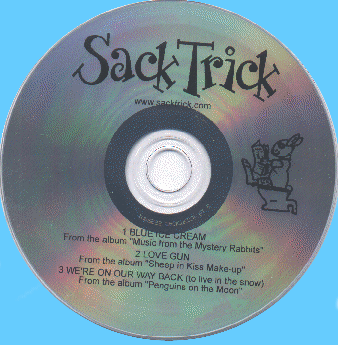 Sack Trick
www.sacktrick.com
1 BLUE ICE CREAM
From the album "Music from the Mystery Rabbits"
2 LOVE GUN
From the album "Sheep in Kiss Make-up"
3 WE'RE ON OUR WAY BACK (to live in the snow)
From the album "Penguins on the Moon"